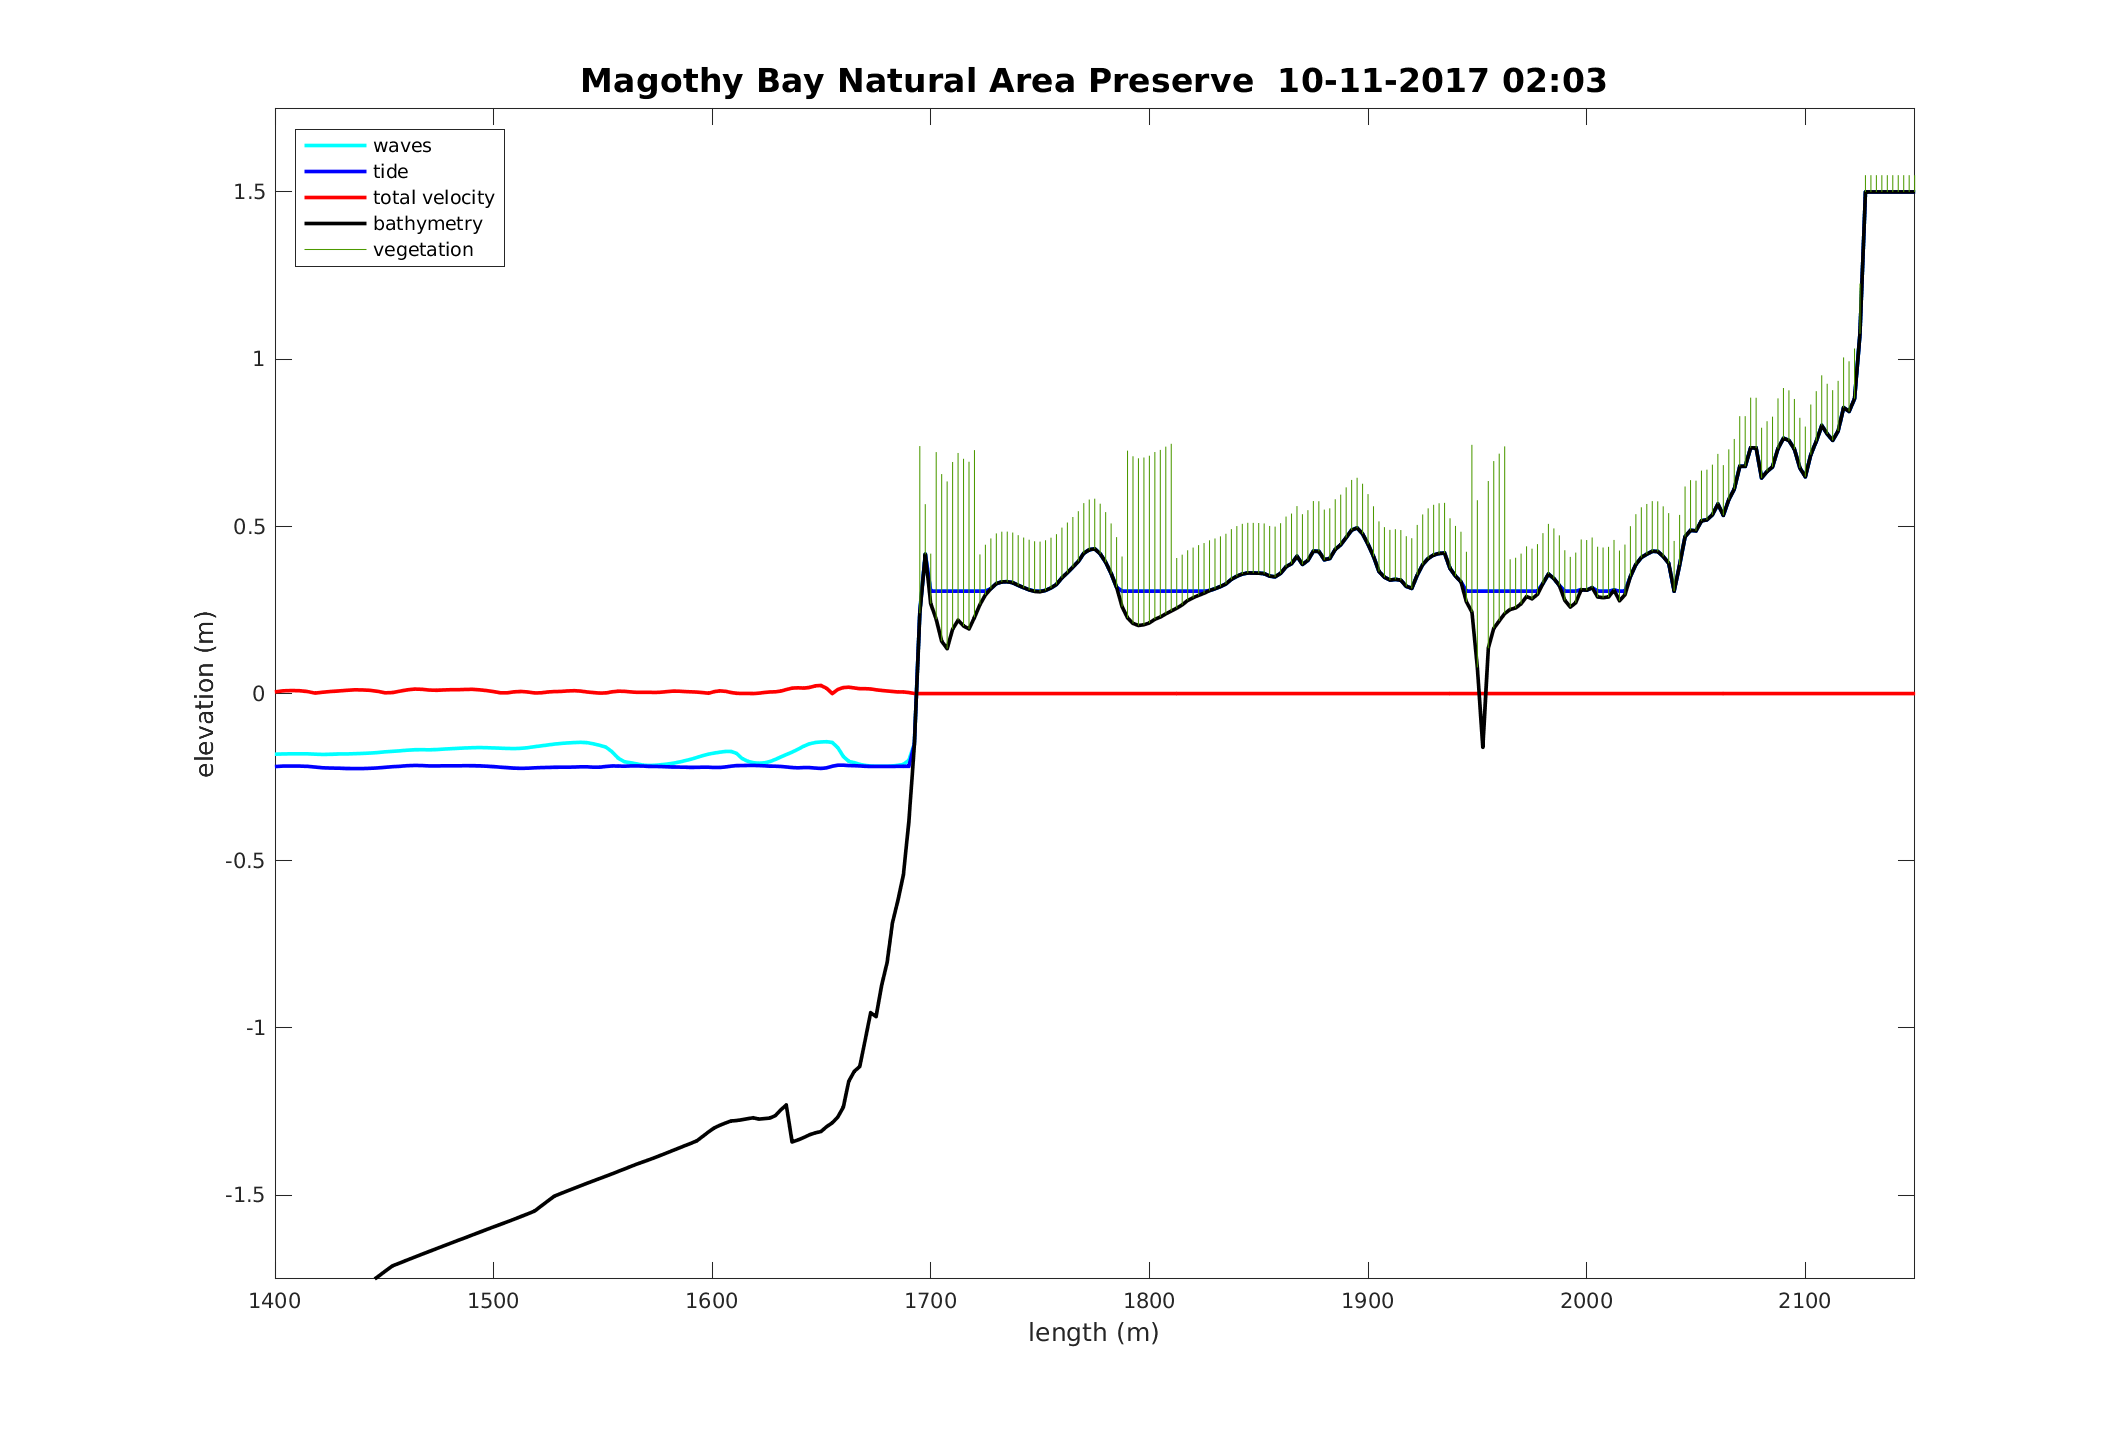 Magothy Bay Natural Area Preserve  10-11-2017 02:03
waves
tide
total velocity
bathymetry
vegetation
1.5
1
0.5
0
-0.5
-1
-1.5
elevation (m)
1400 1500 1600 1700 1800 1900 2000 2100
length (m)